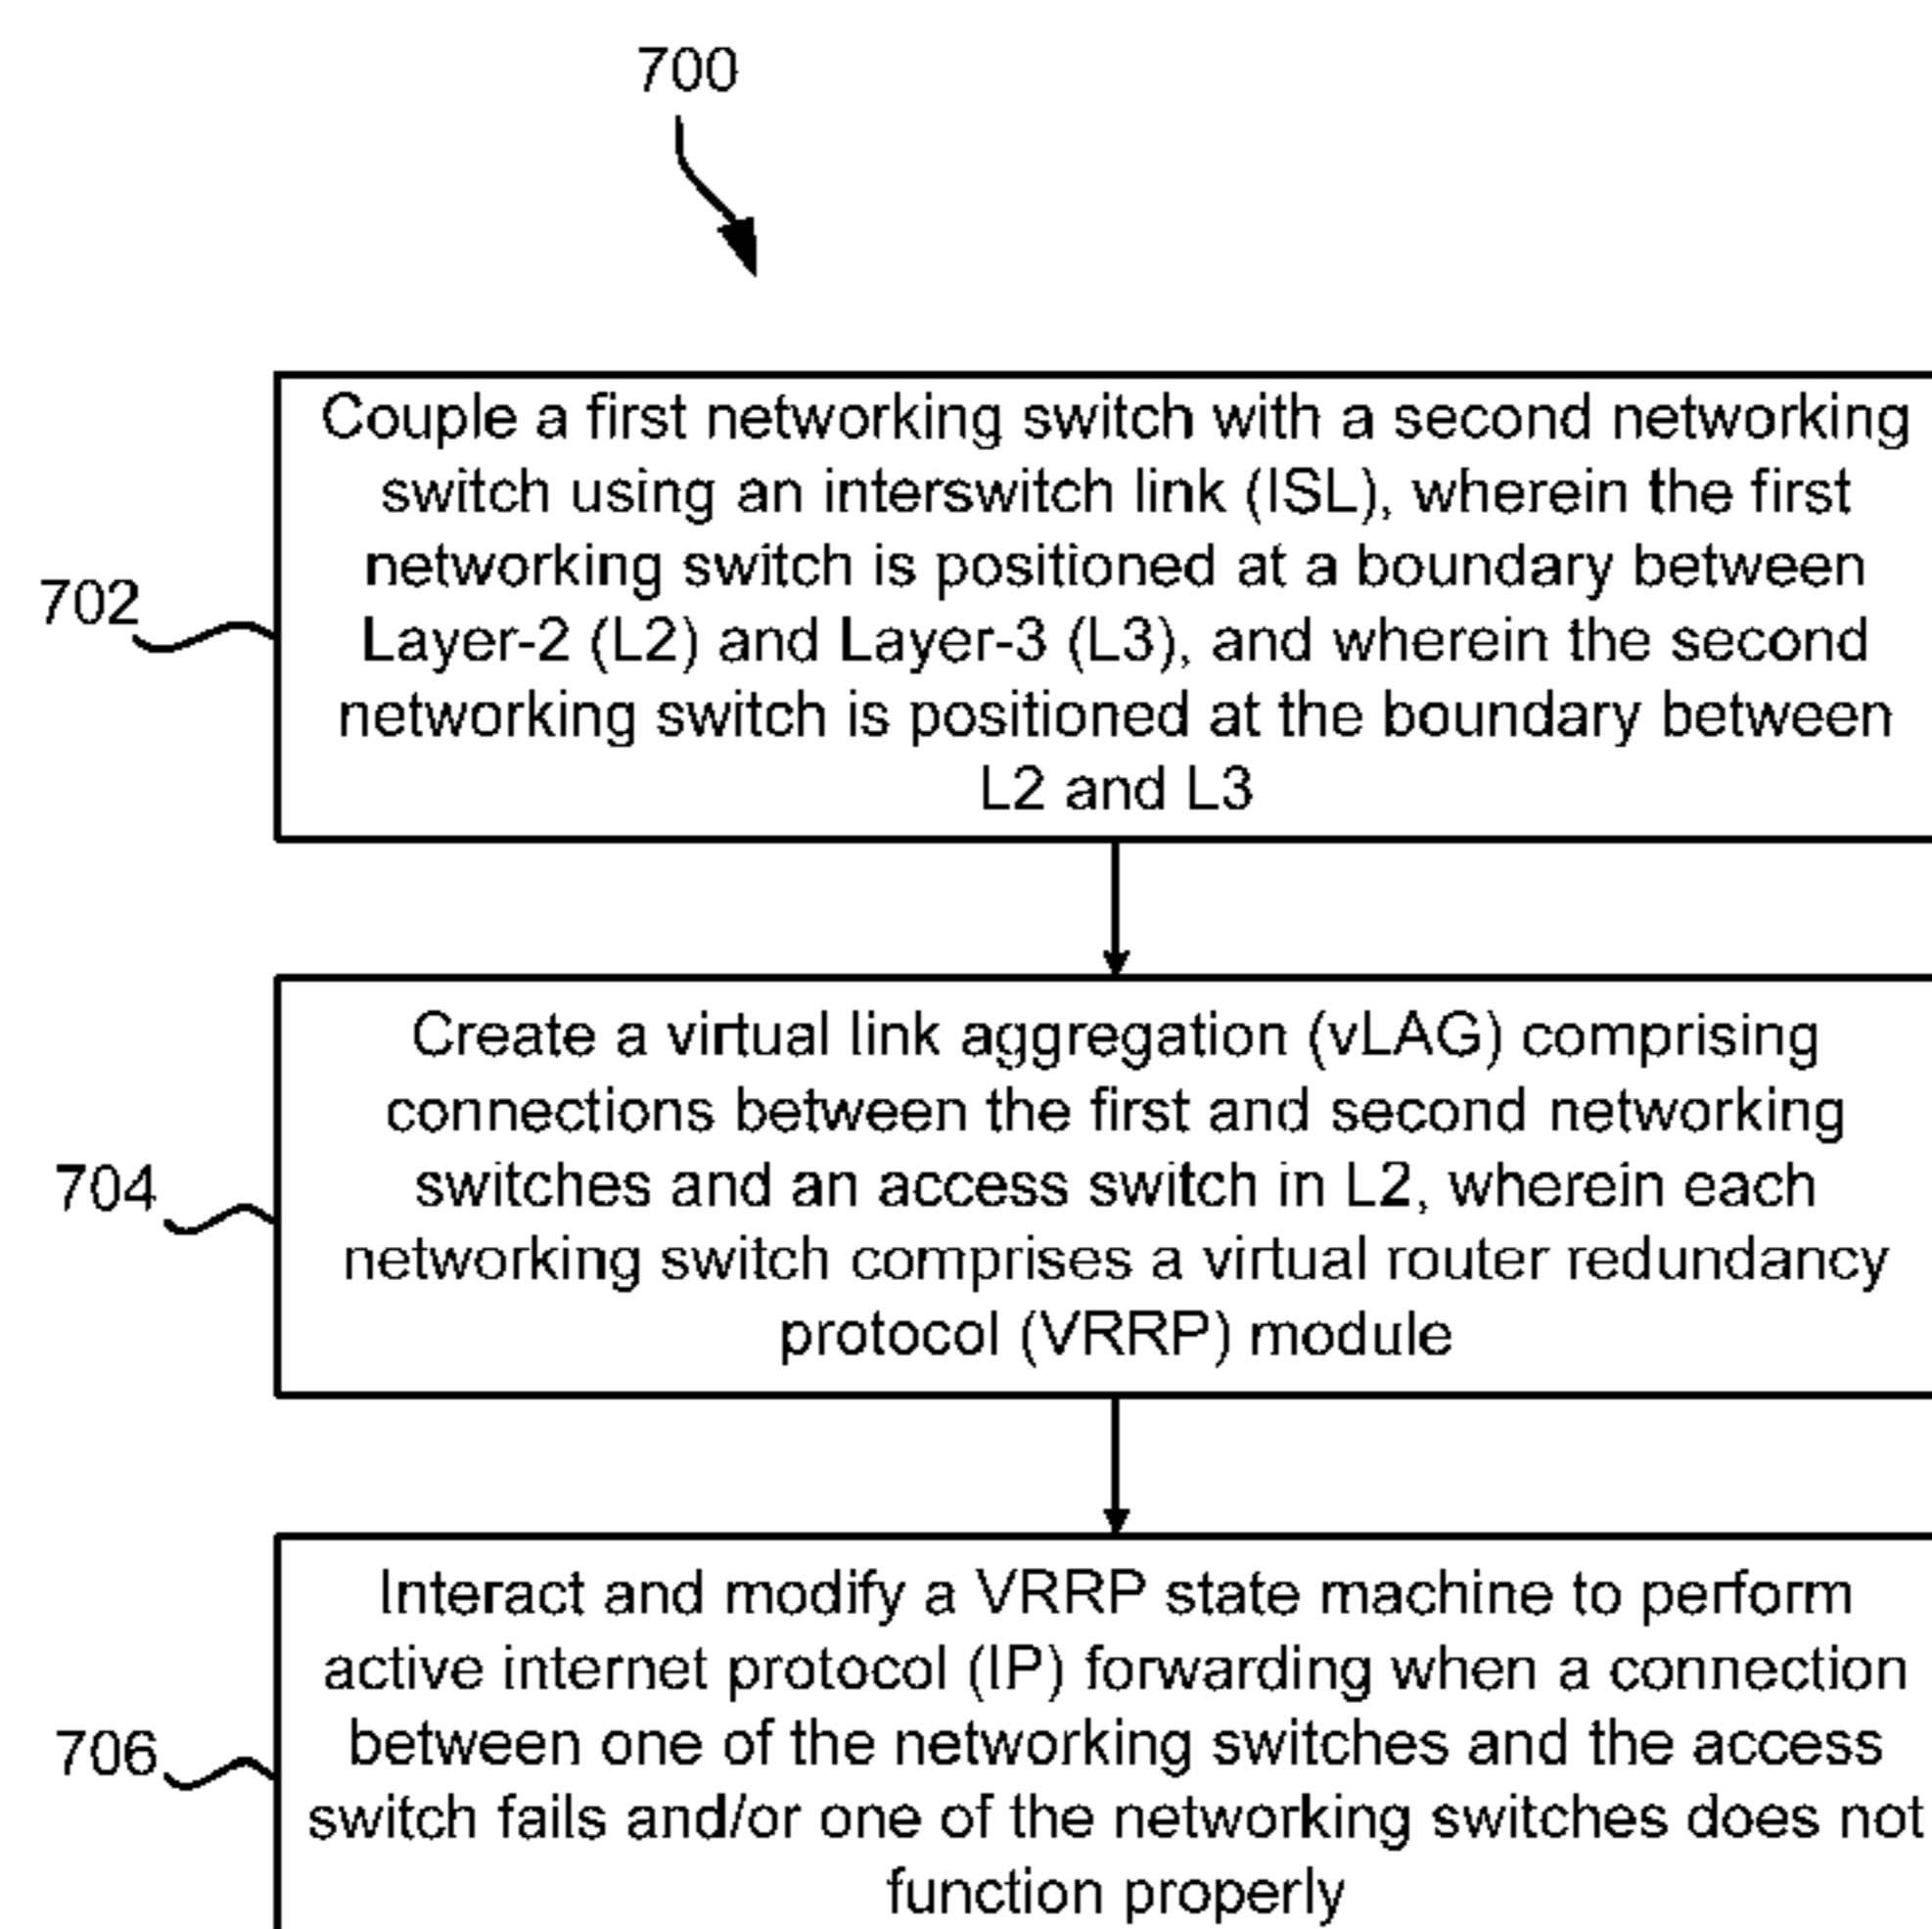 700
702
Couple a first networking switch with a second networking
switch using an interswitch link (ISL), wherein the first
networking switch is positioned at a boundary between
Layer-2 (L2) and Layer-3 (L3), and wherein the second
networking switch is positioned at the boundary between
L2 and L3
704
Create a virtual link aggregation (vLAG) comprising
connections between the first and second networking
switches and an access switch in L2, wherein each
networking switch comprises a virtual router redundancy
protocol (VRRP) module
706
Interact and modify a VRRP state machine to perform
active internet protocol (IP) forwarding when a connection
between one of the networking switches and the access
switch fails and/or one of the networking switches does not
function properly